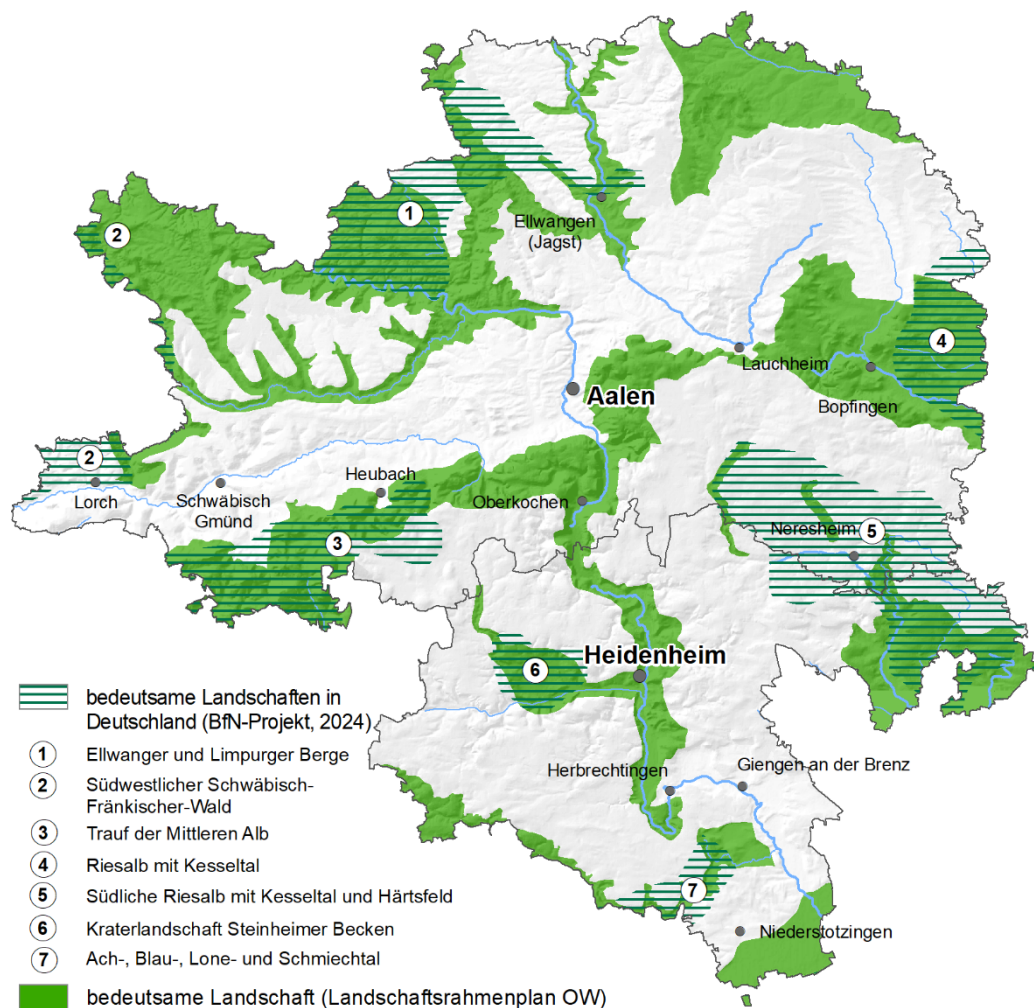 1
2
Ellwangen
(Jagst)
4
Lauchheim
Aalen
Bopfingen
2
Lorch
Schwäbisch
Gmünd
Heubach
Oberkochen
3
Neresheim
5
6
Heidenheim
Herbrechtingen
Giengen an der Brenz
7
Niederstotzingen
bedeutsame Landschaften in
Deutschland (BfN-Projekt, 2024)
1 Ellwanger und Limpurger Berge
2 Südwestlicher Schwäbisch-
Fränkischer-Wald
3 Trauf der Mittleren Alb
4 Riesalb mit Kesseltal
5 Südliche Riesalb mit Kesseltal und Härtsfeld
6 Kraterlandschaft Steinheimer Becken
7 Ach-, Blau-, Lone- und Schmiechtal
bedeutsame Landschaft (Landschaftsrahmenplan OW)